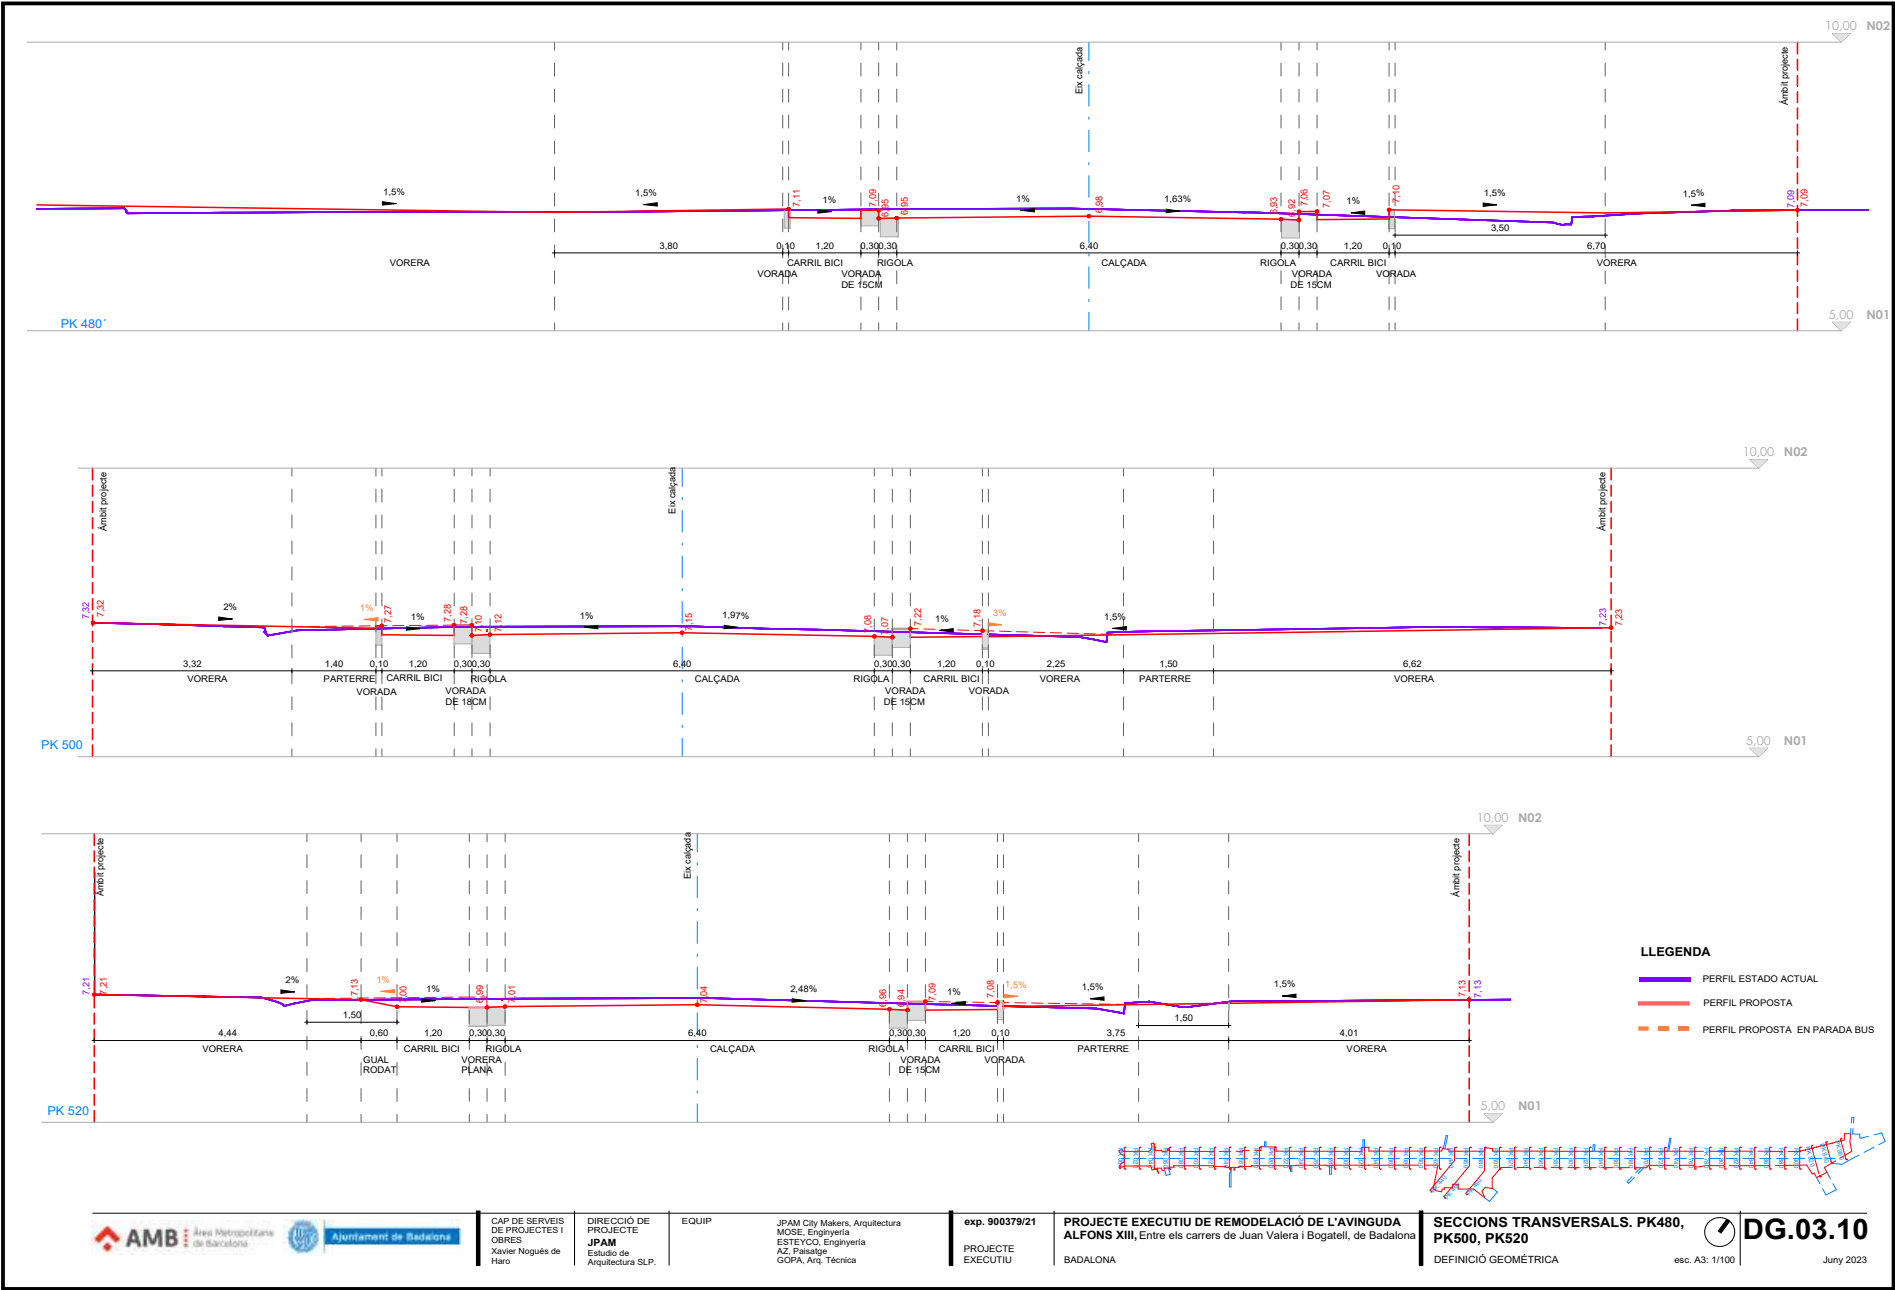 10,00 N02
Eix calçada
Àmbit projecte
1,5%
1,5%
7,11
1%
7,09
6,95
6,95
1%
6,98
1,63%
6,93
6,92
7,06
7,07
1%
7,10
1,5%
1,5%
7,09
7,09
3,50
3,80
0,10
1,20
0,30
0,30
6,40
0,30
0,30
1,20
0,10
6,70
VORERA
VORADA
CARRIL BICI
VORADA
DE 15CM
RIGOLA
CALÇADA
RIGOLA
VORADA
DE 15CM
CARRIL BICI
VORADA
VORERA
PK 480´
5,00 N01
10,00 N02
Àmbit projecte
Eix calçada
Àmbit projecte
7,32
7,32
2%
1%
7,27
1%
7,28
7,28
7,10
7,12
1%
7,15
1,97%
7,08
7,07
7,22
1%
7,18
3%
1,5%
7,23
7,23
3,32
1,40
0,10
1,20
0,30
0,30
6,40
0,30
0,30
1,20
0,10
2,25
1,50
6,62
VORERA
PARTERRE
VORADA
CARRIL BICI
VORADA
DE 18CM
RIGOLA
CALÇADA
RIGOLA
VORADA
DE 15CM
CARRIL BICI
VORADA
VORERA
PARTERRE
VORERA
PK 500
5,00 N01
10,00 N02
Àmbit projecte
Eix calçada
Àmbit projecte
7,21
7,21
2%
7,13
1%
7,00
1%
6,99
7,01
7,04
2,48%
6,96
6,94
7,09
1%
7,08
1,5%
1,5%
1,5%
7,13
7,13
1,50
1,50
4,44
0,60
1,20
0,30
0,30
6,40
0,30
0,30
1,20
0,10
3,75
4,01
VORERA
GUAL
RODAT
CARRIL BICI
VORERA
PLANA
RIGOLA
CALÇADA
RIGOLA
VORADA
DE 15CM
CARRIL BICI
VORADA
PARTERRE
VORERA
PK 520
5,00 N01
LLEGENDA
PERFIL ESTADO ACTUAL
PERFIL PROPOSTA
PERFIL PROPOSTA EN PARADA BUS
AMB
Àrea Metropolitana
de Barcelona
Ajuntament de Badalona
CAP DE SERVEIS
DE PROJECTES I
OBRES
Xavier Nogués de
Haro
DIRECCIÓ DE
PROJECTE
JPAM
Estudio de
Arquitectura SLP.
EQUIP
JPAM City Makers, Arquitectura
MOSE, Enginyeria
ESTEYCO, Enginyeria
AZ, Paisatge
GOPA, Arq. Técnica
exp. 900379/21
PROJECTE
EXECUTIU
PROJECTE EXECUTIU DE REMODELACIÓ DE L'AVINGUDA
ALFONS XIII, Entre els carrers de Juan Valera i Bogatell, de Badalona
BADALONA
SECCIONS TRANSVERSALS. PK480,
PK500, PK520
DEFINICIÓ GEOMÈTRICA
esc. A3: 1/100
DG.03.10
Juny 2023